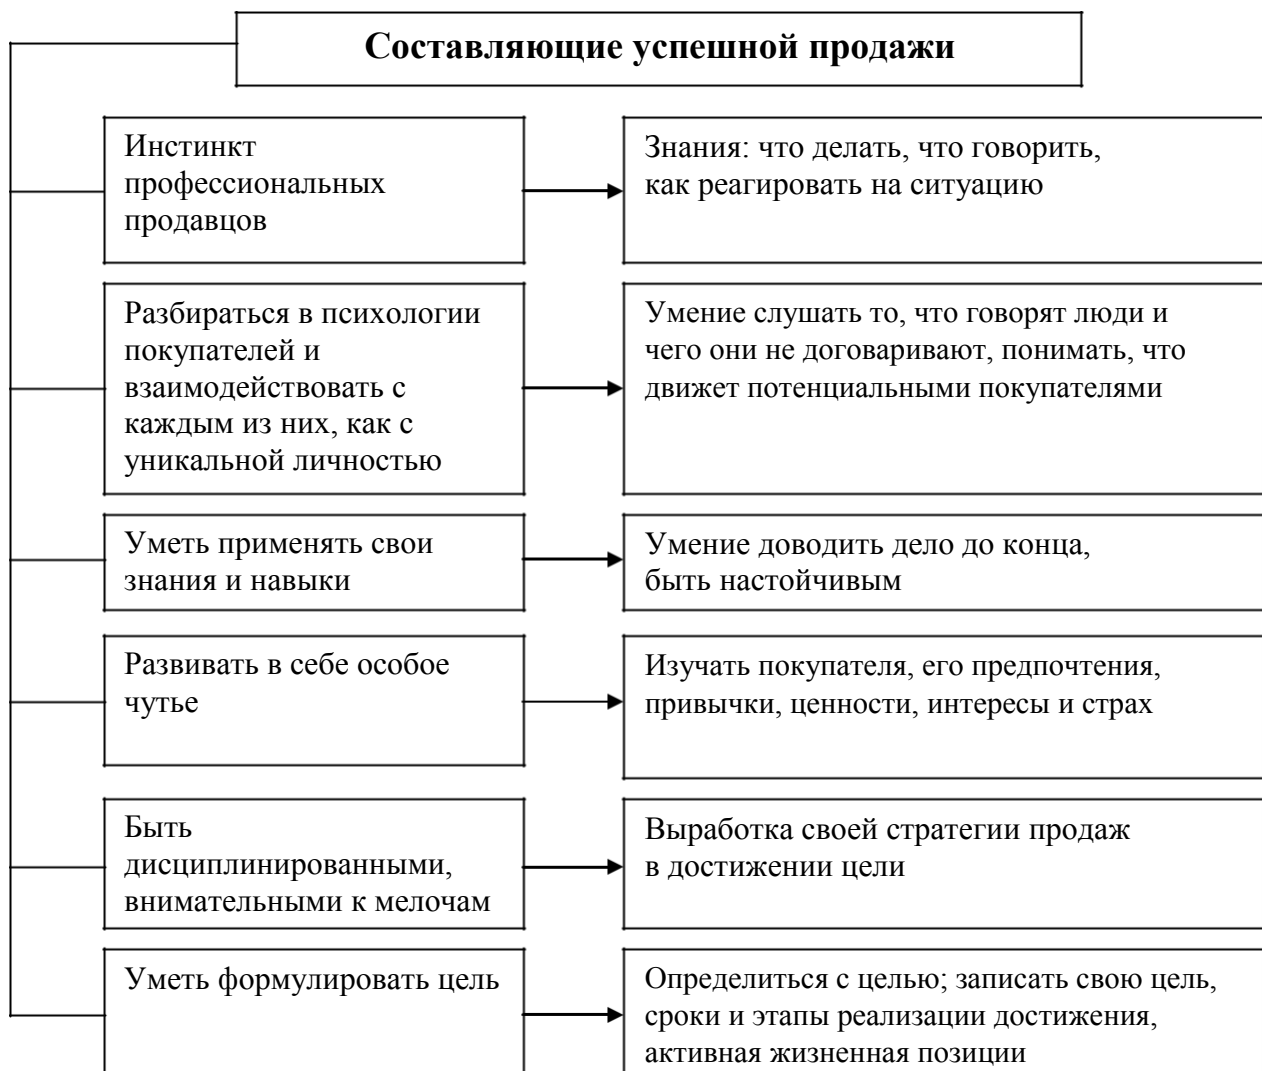 Составляющие успешной продажи
Инстинкт
профессиональных
продавцов
Знания: что делать, что говорить,
как реагировать на ситуацию
Разбираться в психологии
покупателей и
взаимодействовать с
каждым из них, как с
уникальной личностью
Умение слушать то, что говорят люди и
чего они не договаривают, понимать, что
движет потенциальными покупателями
Уметь применять свои
знания и навыки
Умение доводить дело до конца,
быть настойчивым
Развивать в себе особое
чутье
Изучать покупателя, его предпочтения,
привычки, ценности, интересы и страх
Быть
дисциплинированными,
внимательными к мелочам
Выработка своей стратегии продаж
в достижении цели
Уметь формулировать цель
Определиться с целью; записать свою цель,
сроки и этапы реализации достижения,
активная жизненная позиции